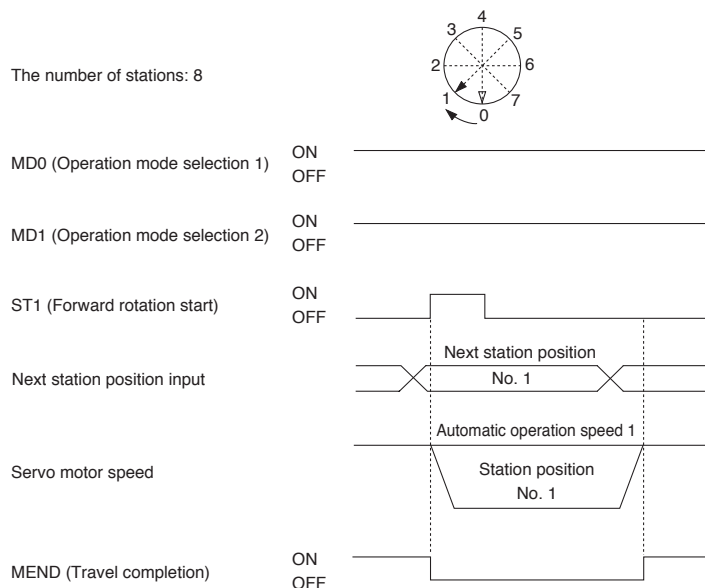 The number of stations: 8
4
3
5
2
6
1
7
0
MD0 (Operation mode selection 1)
ON
OFF
MD1 (Operation mode selection 2)
ON
OFF
ST1 (Forward rotation start)
ON
OFF
Next station position input
Next station position
No. 1
Servo motor speed
Automatic operation speed 1
Station position
No. 1
MEND (Travel completion)
ON
OFF